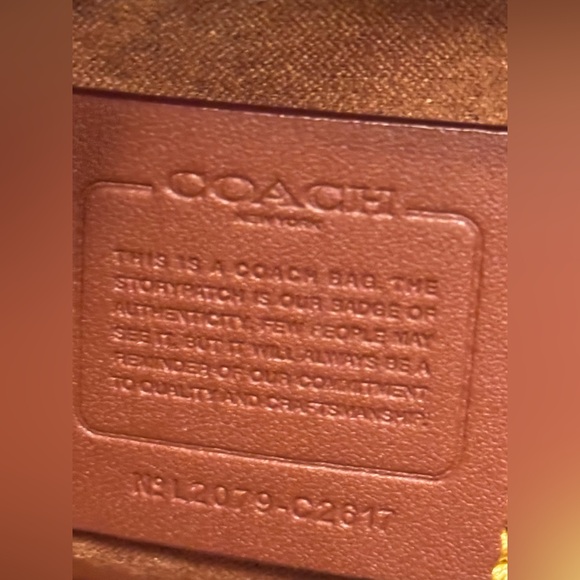 COACH
NEW YORK
THIS IS A COACH BAG. THE
STORYPATCH IS OUR BADGE OF
AUTHENTICITY. FEW PEOPLE MAY
SEE IT, BUT IT WILL ALWAYS BE A
REMINDER OF OUR COMMITMENT
TO QUALITY AND CRAFTSMANSHIP.
Nº L2079-C2617